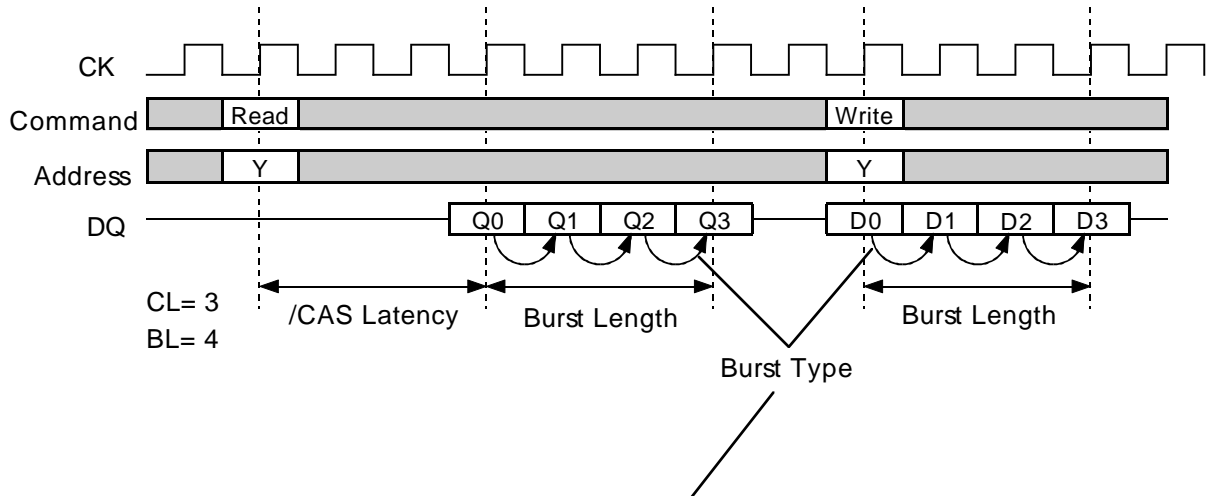 CK
Command Read Write
Address Y Y
DQ Q0 Q1 Q2 Q3 D0 D1 D2 D3
CL= 3 /CAS Latency Burst Length Burst Length
BL= 4
Burst Type